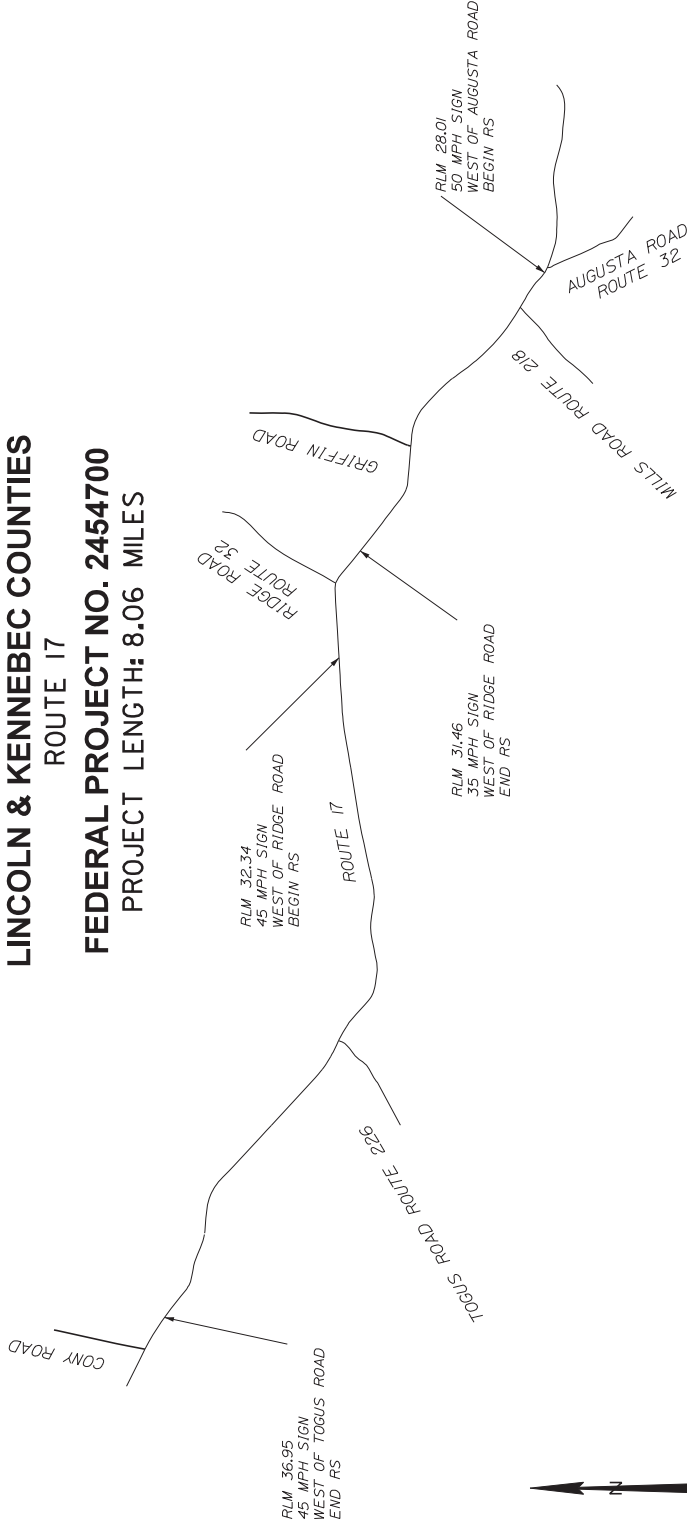 LINCOLN & KENNEBEC COUNTIES
ROUTE 17
FEDERAL PROJECT NO. 2454700
PROJECT LENGTH: 8.06 MILES
CONY ROAD
RLM 36.95
45 MPH SIGN
WEST OF TOGUS ROAD
END RS
TOGUS ROAD ROUTE 226
RLM 32.34
45 MPH SIGN
WEST OF RIDGE ROAD
BEGIN RS
ROUTE 17
RIDGE ROAD
ROUTE 32
RLM 31.46
35 MPH SIGN
WEST OF RIDGE ROAD
END RS
GRIFFIN ROAD
MILLS ROAD ROUTE 218
RLM 28.01
50 MPH SIGN
WEST OF AUGUSTA ROAD
BEGIN RS
AUGUSTA ROAD
ROUTE 32
N